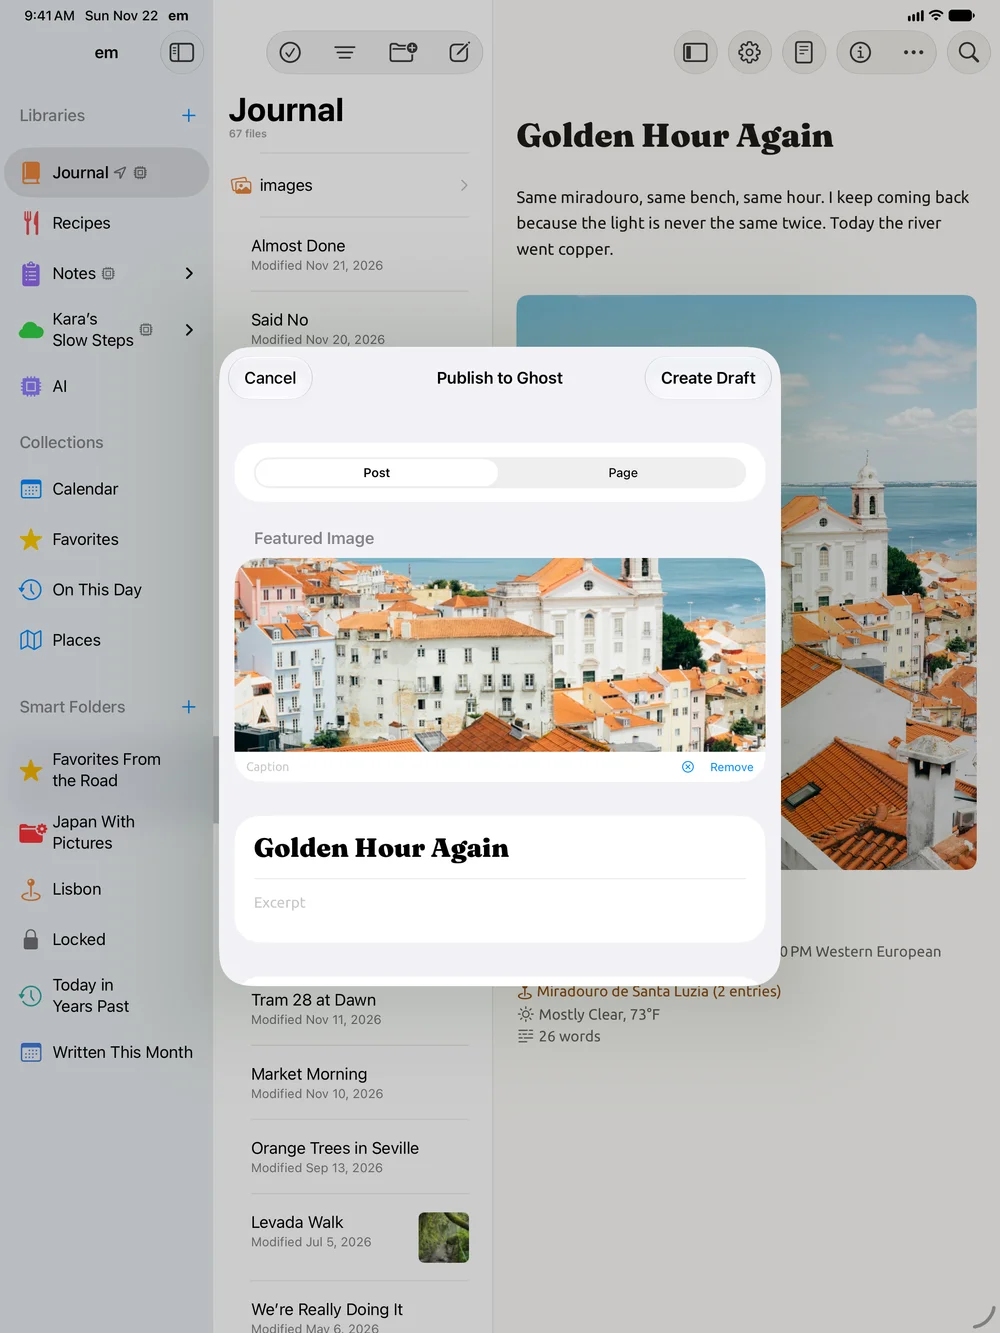 9:41 AM Sun Nov 22 em
em
Libraries
Journal
Recipes
Notes
Kara's
Slow Steps
AI
Collections
Calendar
Favorites
On This Day
Places
Smart Folders
Favorites From
the Road
Japan With
Pictures
Lisbon
Locked
Today in
Years Past
Written This Month
Journal
67 files
images
Almost Done
Modified Nov 21, 2026
Said No
Modified Nov 20, 2026
Cancel
Publish to Ghost
Create Draft
Post
Page
Featured Image
Caption
Remove
Golden Hour Again
Excerpt
Tram 28 at Dawn
Modified Nov 11, 2026
Market Morning
Modified Nov 10, 2026
Orange Trees in Seville
Modified Sep 13, 2026
Levada Walk
Modified Jul 5, 2026
We're Really Doing It
Modified May 6, 2026
Golden Hour Again
Same miradouro, same bench, same hour. I keep coming back
because the light is never the same twice. Today the river
went copper.
0 PM Western European
Miradouro de Santa Luzia (2 entries)
Mostly Clear, 73°F
26 words